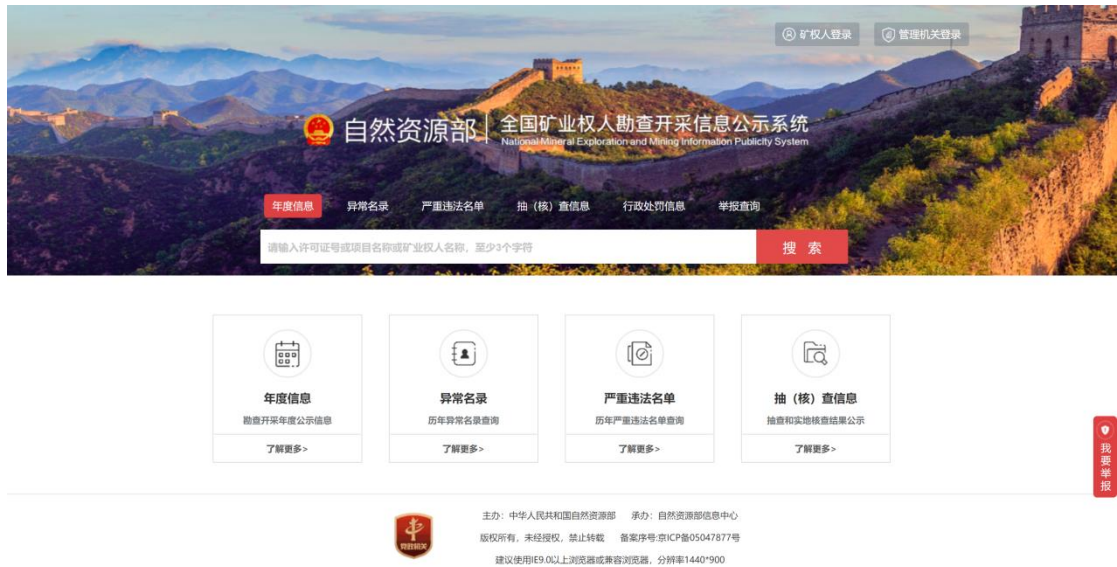 矿权人登录 管理机关登录
自然资源部 全国矿业权人勘查开采信息公示系统
National Mineral Exploration and Mining Information Publicity System
年度信息 异常名录 严重违法名单 抽（核）查信息 行政处罚信息 举报查询
请输入许可证号或项目名称或矿业权人名称，至少3个字符 搜 索
年度信息 异常名录 严重违法名单 抽（核）查信息
勘查开采年度公示信息 历年异常名录查询 历年严重违法名单查询 抽查和实地核查结果公示
了解更多> 了解更多> 了解更多> 了解更多>
我要举报
主办：中华人民共和国自然资源部 承办：自然资源部信息中心
党政机关
版权所有，未经授权，禁止转载 备案序号:京ICP备05047877号
建议使用IE9.0以上浏览器或兼容浏览器，分辨率1440*900